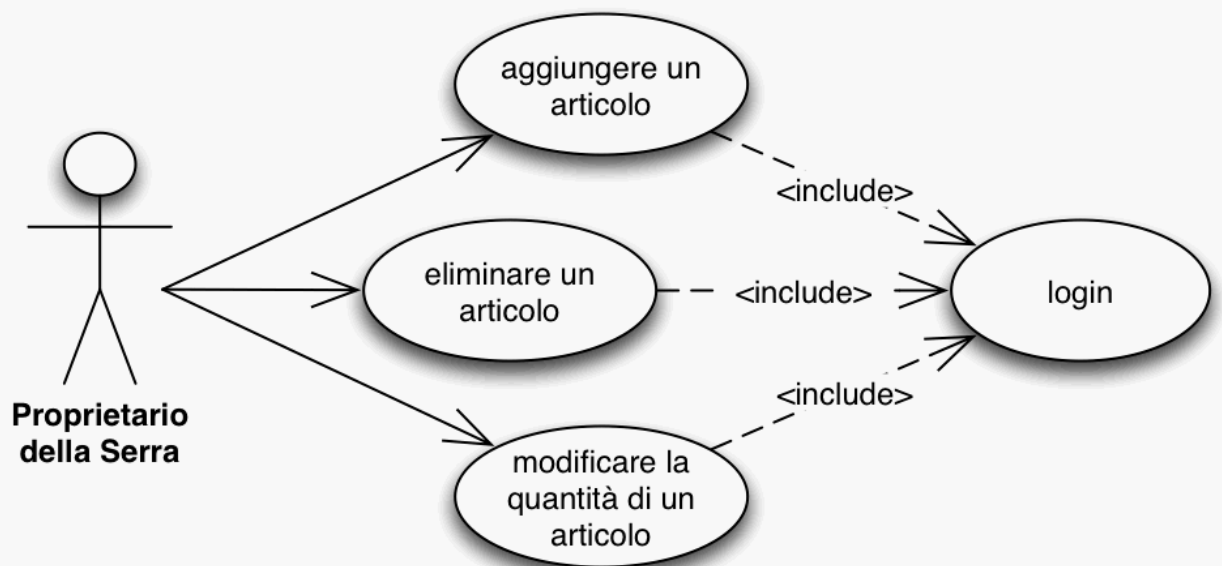 aggiungere un
articolo
<include>
eliminare un
articolo
<include>
login
<include>
Proprietario
della Serra
modificare la
quantità di un
articolo